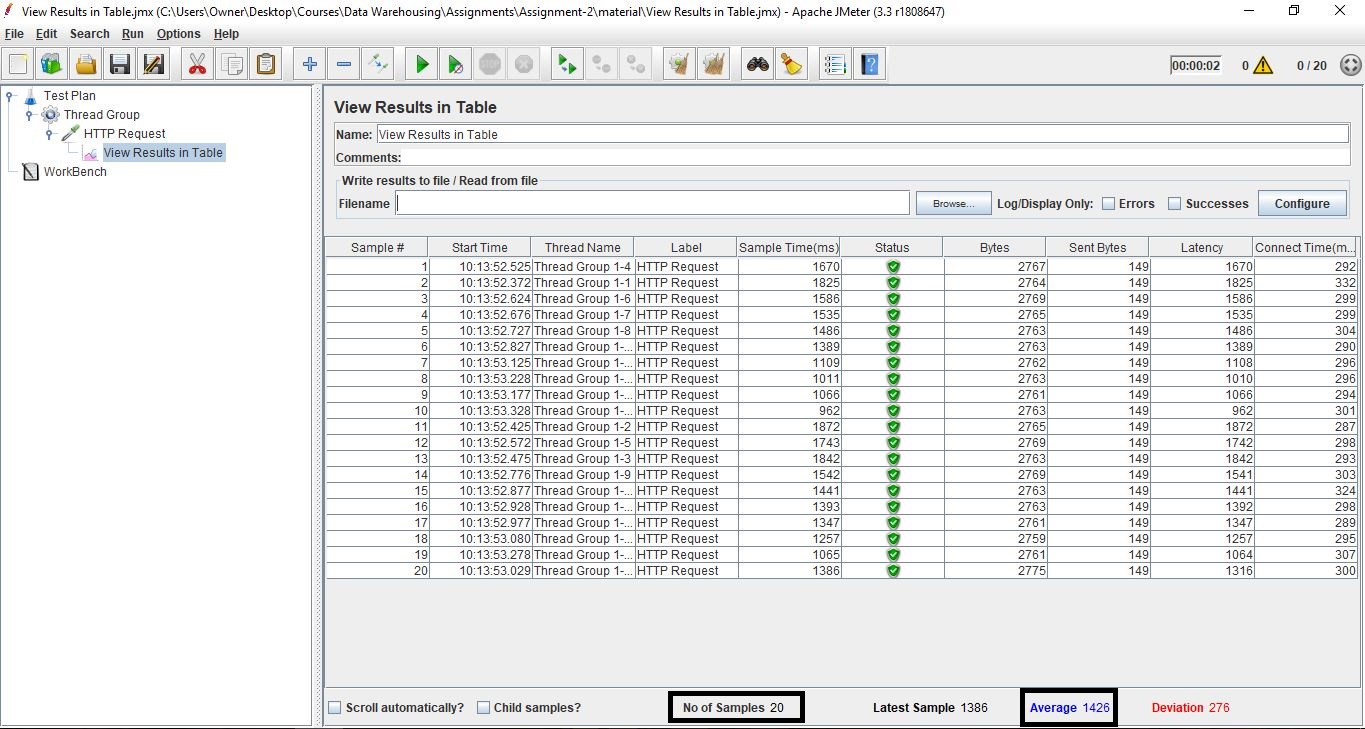 View Results in Table.jmx (C:\Users\Owner\Desktop\Courses\Data Warehousing\Assignments\Assignment-2\material\View Results in Table.jmx) - Apache JMeter (3.3 r1808647)
File Edit Search Run Options Help
STOP 00:00:02 0 0 / 20
Test Plan
Thread Group
HTTP Request
View Results in Table
WorkBench
View Results in Table
Name: View Results in Table
Comments:
Write results to file / Read from file
Filename Browse... Log/Display Only: Errors Successes Configure
Sample # Start Time Thread Name Label Sample Time(ms) Status Bytes Sent Bytes Latency Connect Time(m...
1 10:13:52.525 Thread Group 1-4 HTTP Request 1670 2767 149 1670 292
2 10:13:52.372 Thread Group 1-1 HTTP Request 1825 2764 149 1825 332
3 10:13:52.624 Thread Group 1-6 HTTP Request 1586 2769 149 1586 299
4 10:13:52.676 Thread Group 1-7 HTTP Request 1535 2765 149 1535 299
5 10:13:52.727 Thread Group 1-8 HTTP Request 1486 2763 149 1486 304
6 10:13:52.827 Thread Group 1-... HTTP Request 1389 2763 149 1389 290
7 10:13:53.125 Thread Group 1-... HTTP Request 1109 2762 149 1108 296
8 10:13:53.228 Thread Group 1-... HTTP Request 1011 2763 149 1010 296
9 10:13:53.177 Thread Group 1-... HTTP Request 1066 2761 149 1066 294
10 10:13:53.328 Thread Group 1-... HTTP Request 962 2763 149 962 301
11 10:13:52.425 Thread Group 1-2 HTTP Request 1872 2765 149 1872 287
12 10:13:52.572 Thread Group 1-5 HTTP Request 1743 2769 149 1742 298
13 10:13:52.475 Thread Group 1-3 HTTP Request 1842 2763 149 1842 293
14 10:13:52.776 Thread Group 1-9 HTTP Request 1542 2769 149 1541 303
15 10:13:52.877 Thread Group 1-... HTTP Request 1441 2763 149 1441 324
16 10:13:52.928 Thread Group 1-... HTTP Request 1393 2763 149 1392 298
17 10:13:52.977 Thread Group 1-... HTTP Request 1347 2761 149 1347 289
18 10:13:53.080 Thread Group 1-... HTTP Request 1257 2759 149 1257 295
19 10:13:53.278 Thread Group 1-... HTTP Request 1065 2761 149 1064 307
20 10:13:53.029 Thread Group 1-... HTTP Request 1386 2775 149 1316 300
Scroll automatically? Child samples? No of Samples 20 Latest Sample 1386 Average 1426 Deviation 276